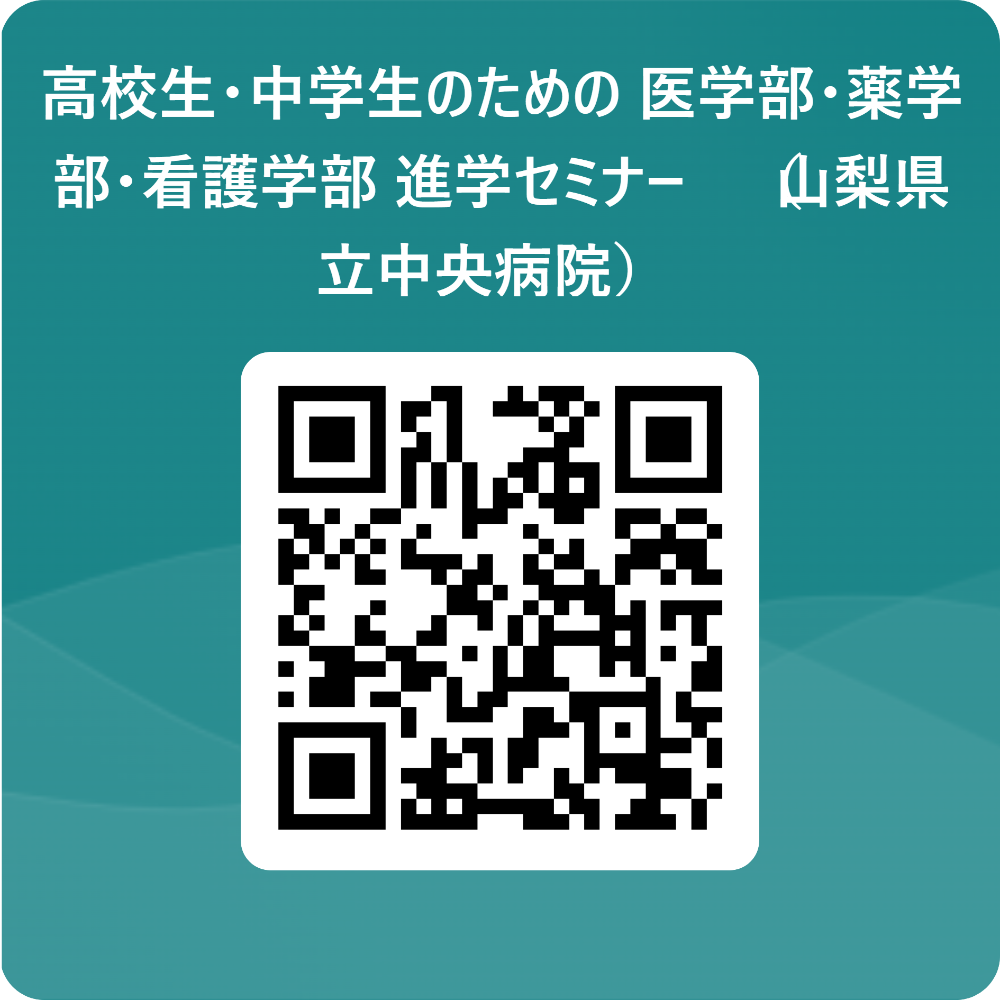 高校生・中学生のための 医学部・薬学
部・看護学部 進学セミナー　（山梨県
立中央病院）